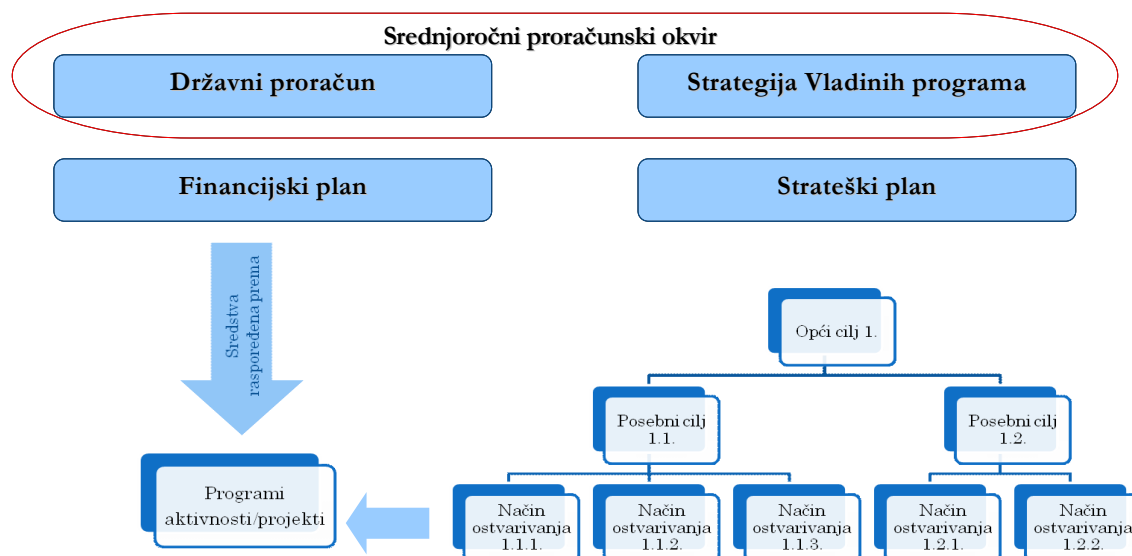 Srednjoročni proračunski okvir
Državni proračun
Strategija Vladinih programa
Financijski plan
Strateški plan
Sredstva
raspoređena prema
Opći cilj 1.
Posebni cilj
1.1.
Posebni cilj
1.2.
Programi
aktivnosti/projekti
Način
ostvarivanja
1.1.1.
Način
ostvarivanja
1.1.2.
Način
ostvarivanja
1.1.3.
Način
ostvarivanja
1.2.1.
Način
ostvarivanja
1.2.2.